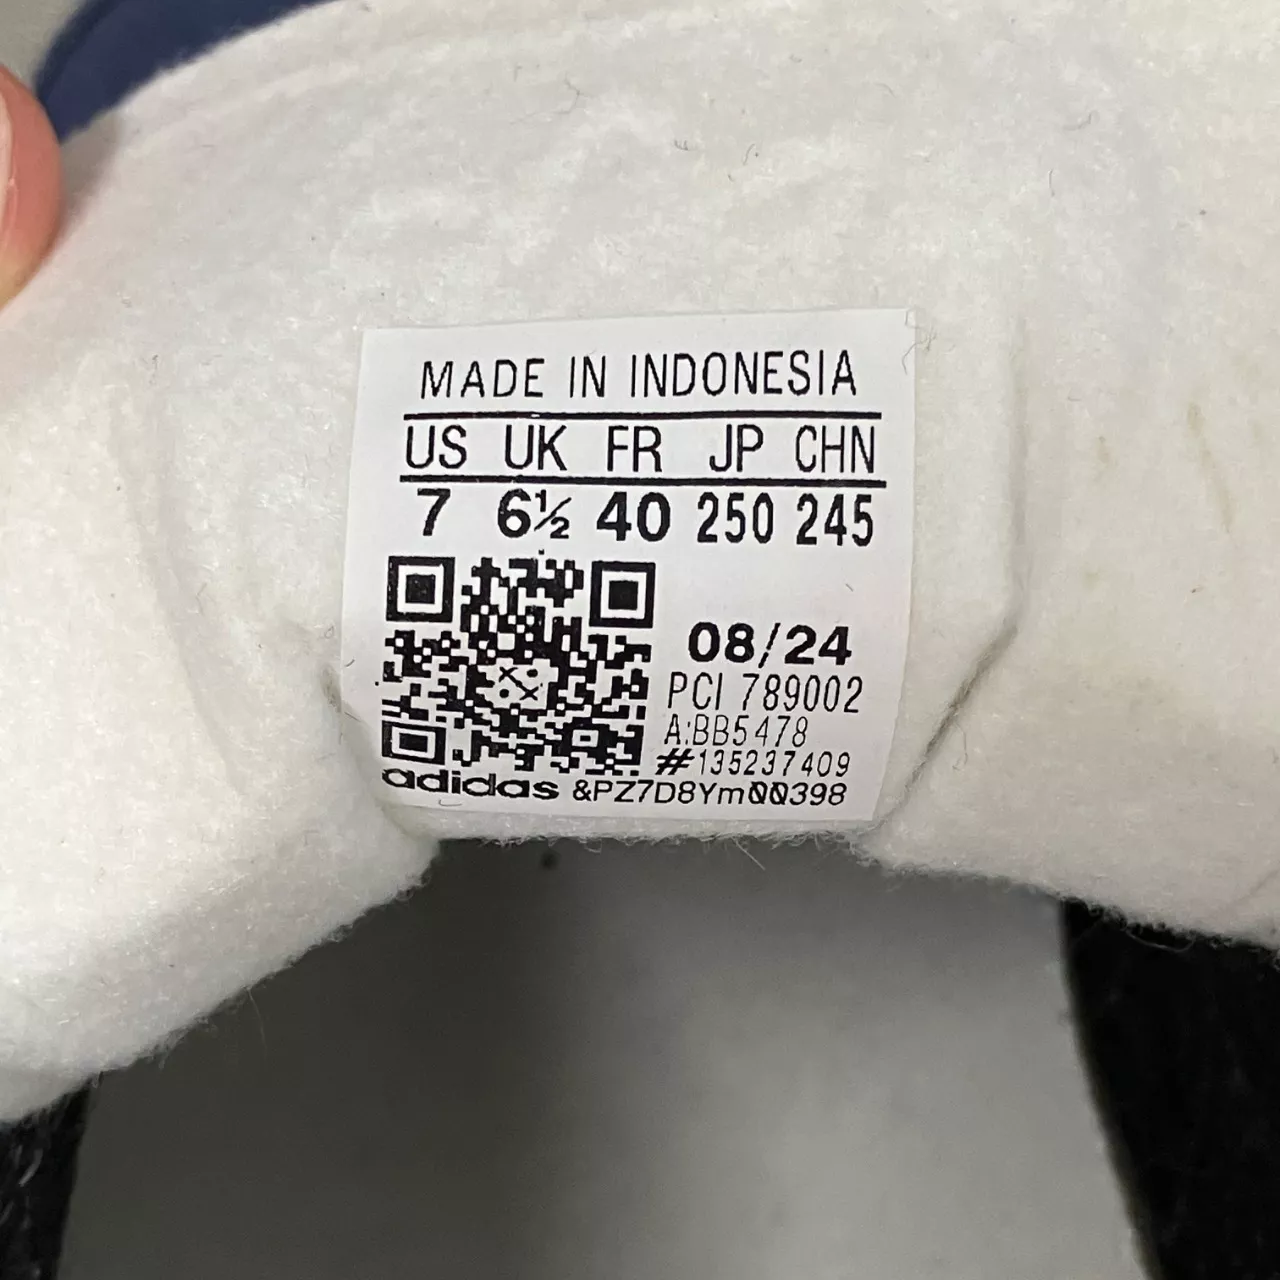 MADE IN INDONESIA
US UK FR JP CHN
7 6½ 40 250 245
08/24
PCI 789002
A:BB5478
#135237409
adidas &PZ7D8Ym00398